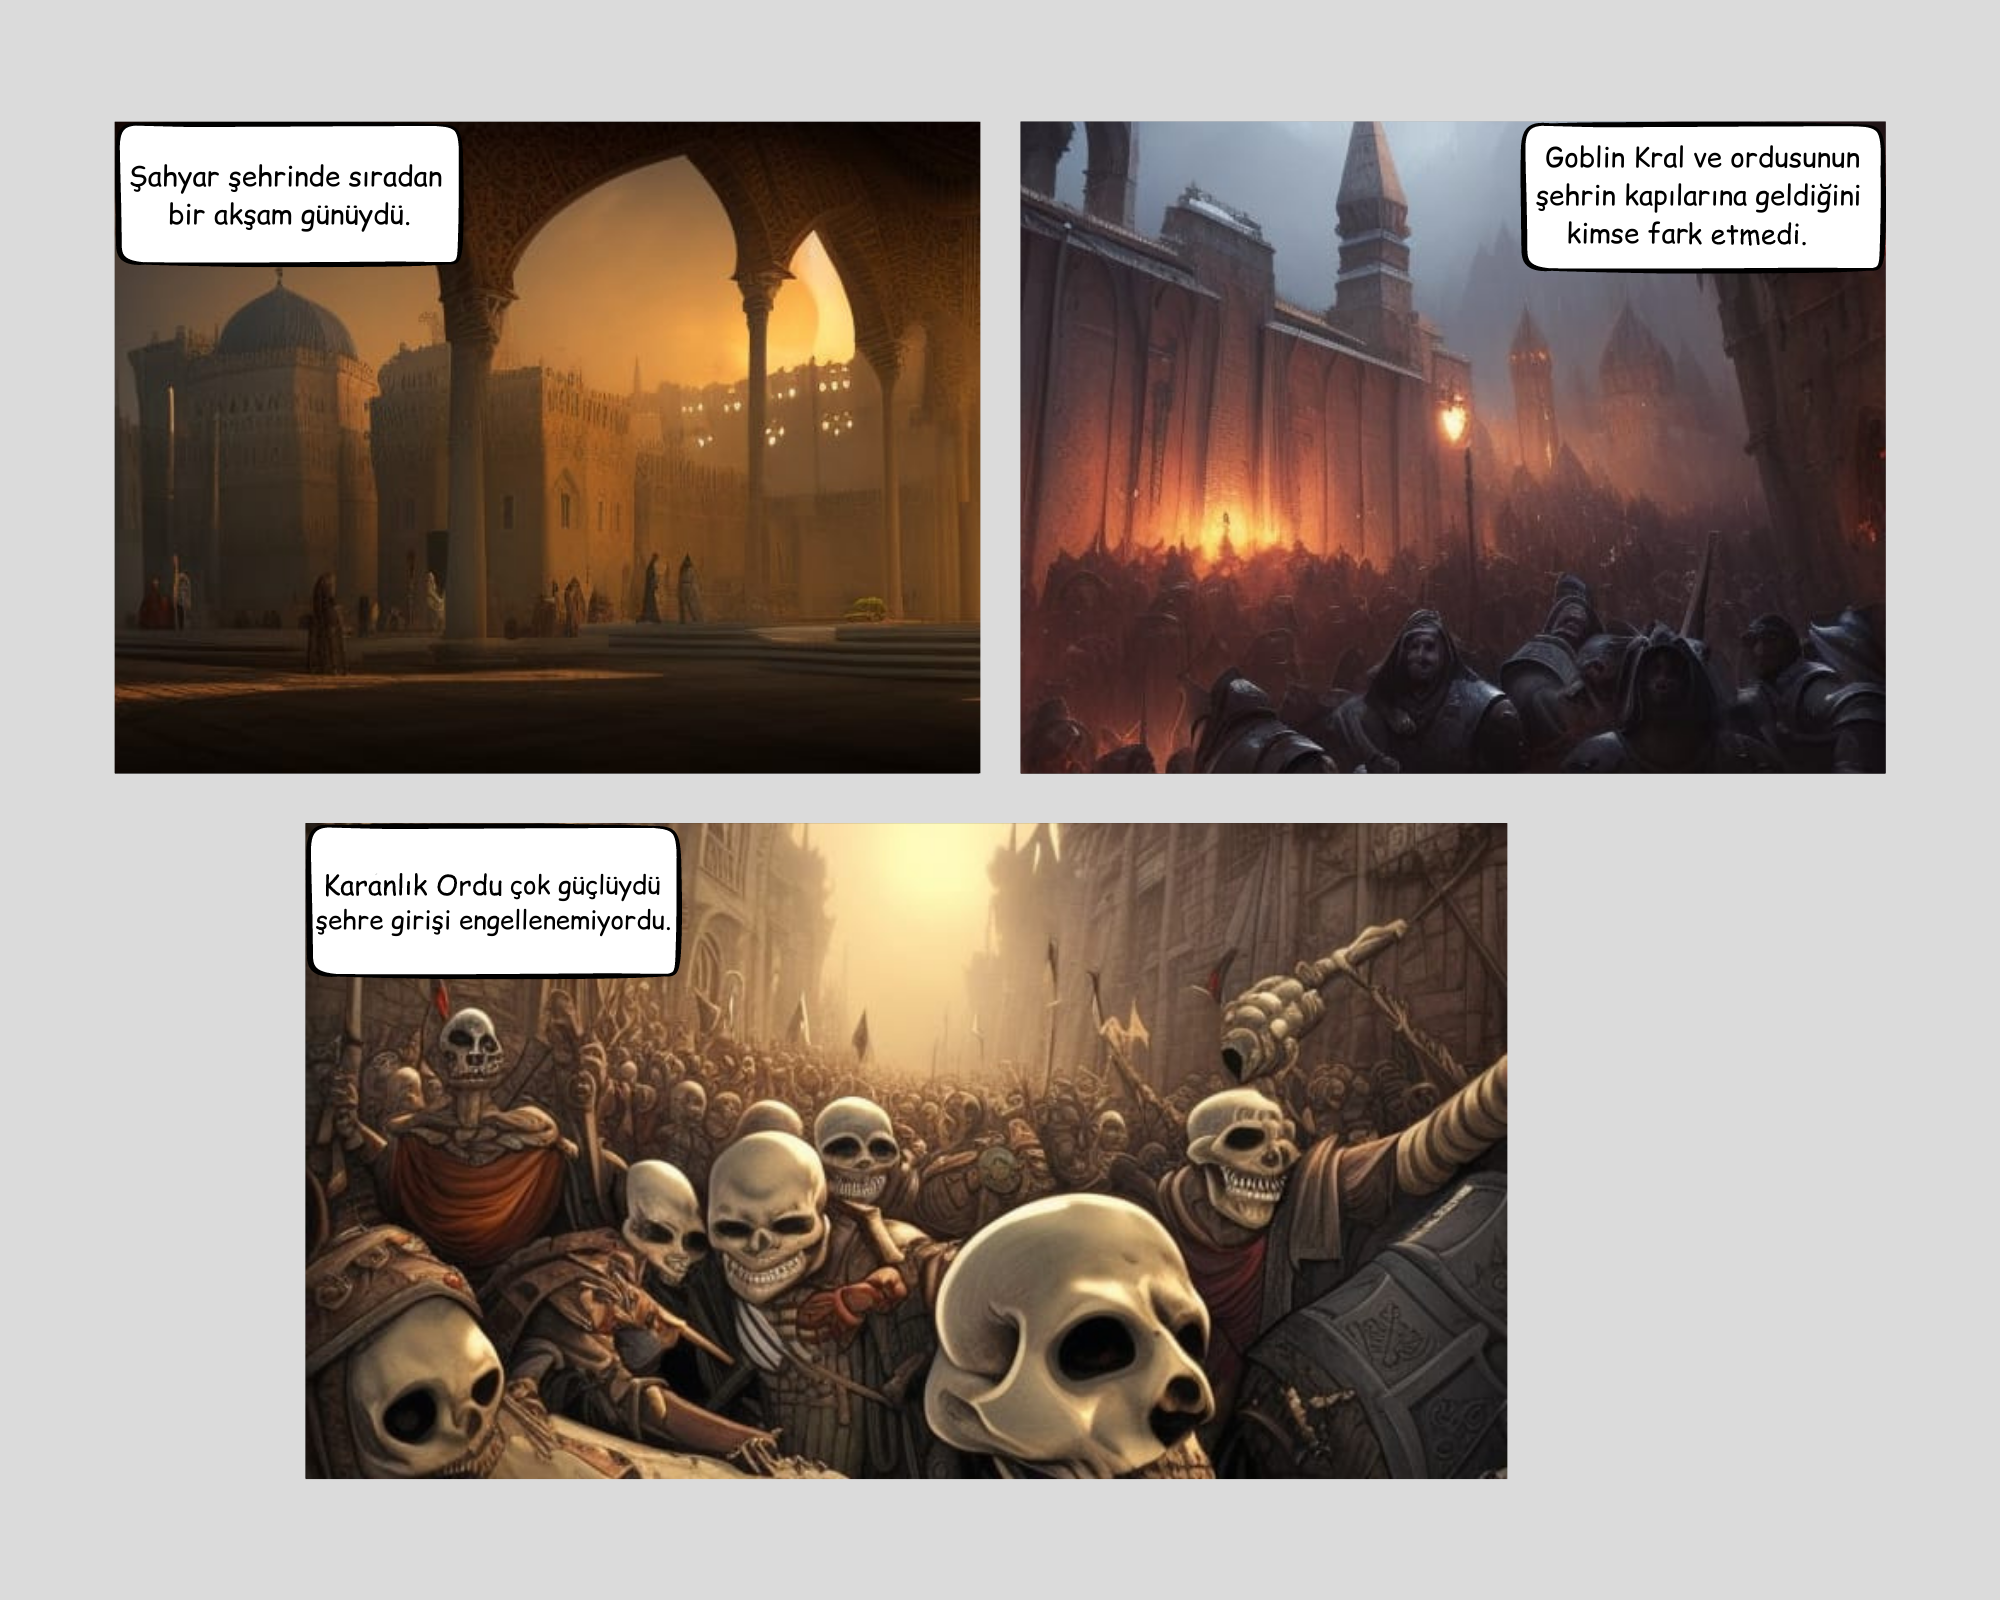 Şahyar şehrinde sıradan
bir akşam günüydü.
Goblin Kral ve ordusunun
şehrin kapılarına geldiğini
kimse fark etmedi.
Karanlık Ordu çok güçlüydü
şehre girişi engellenemiyordu.